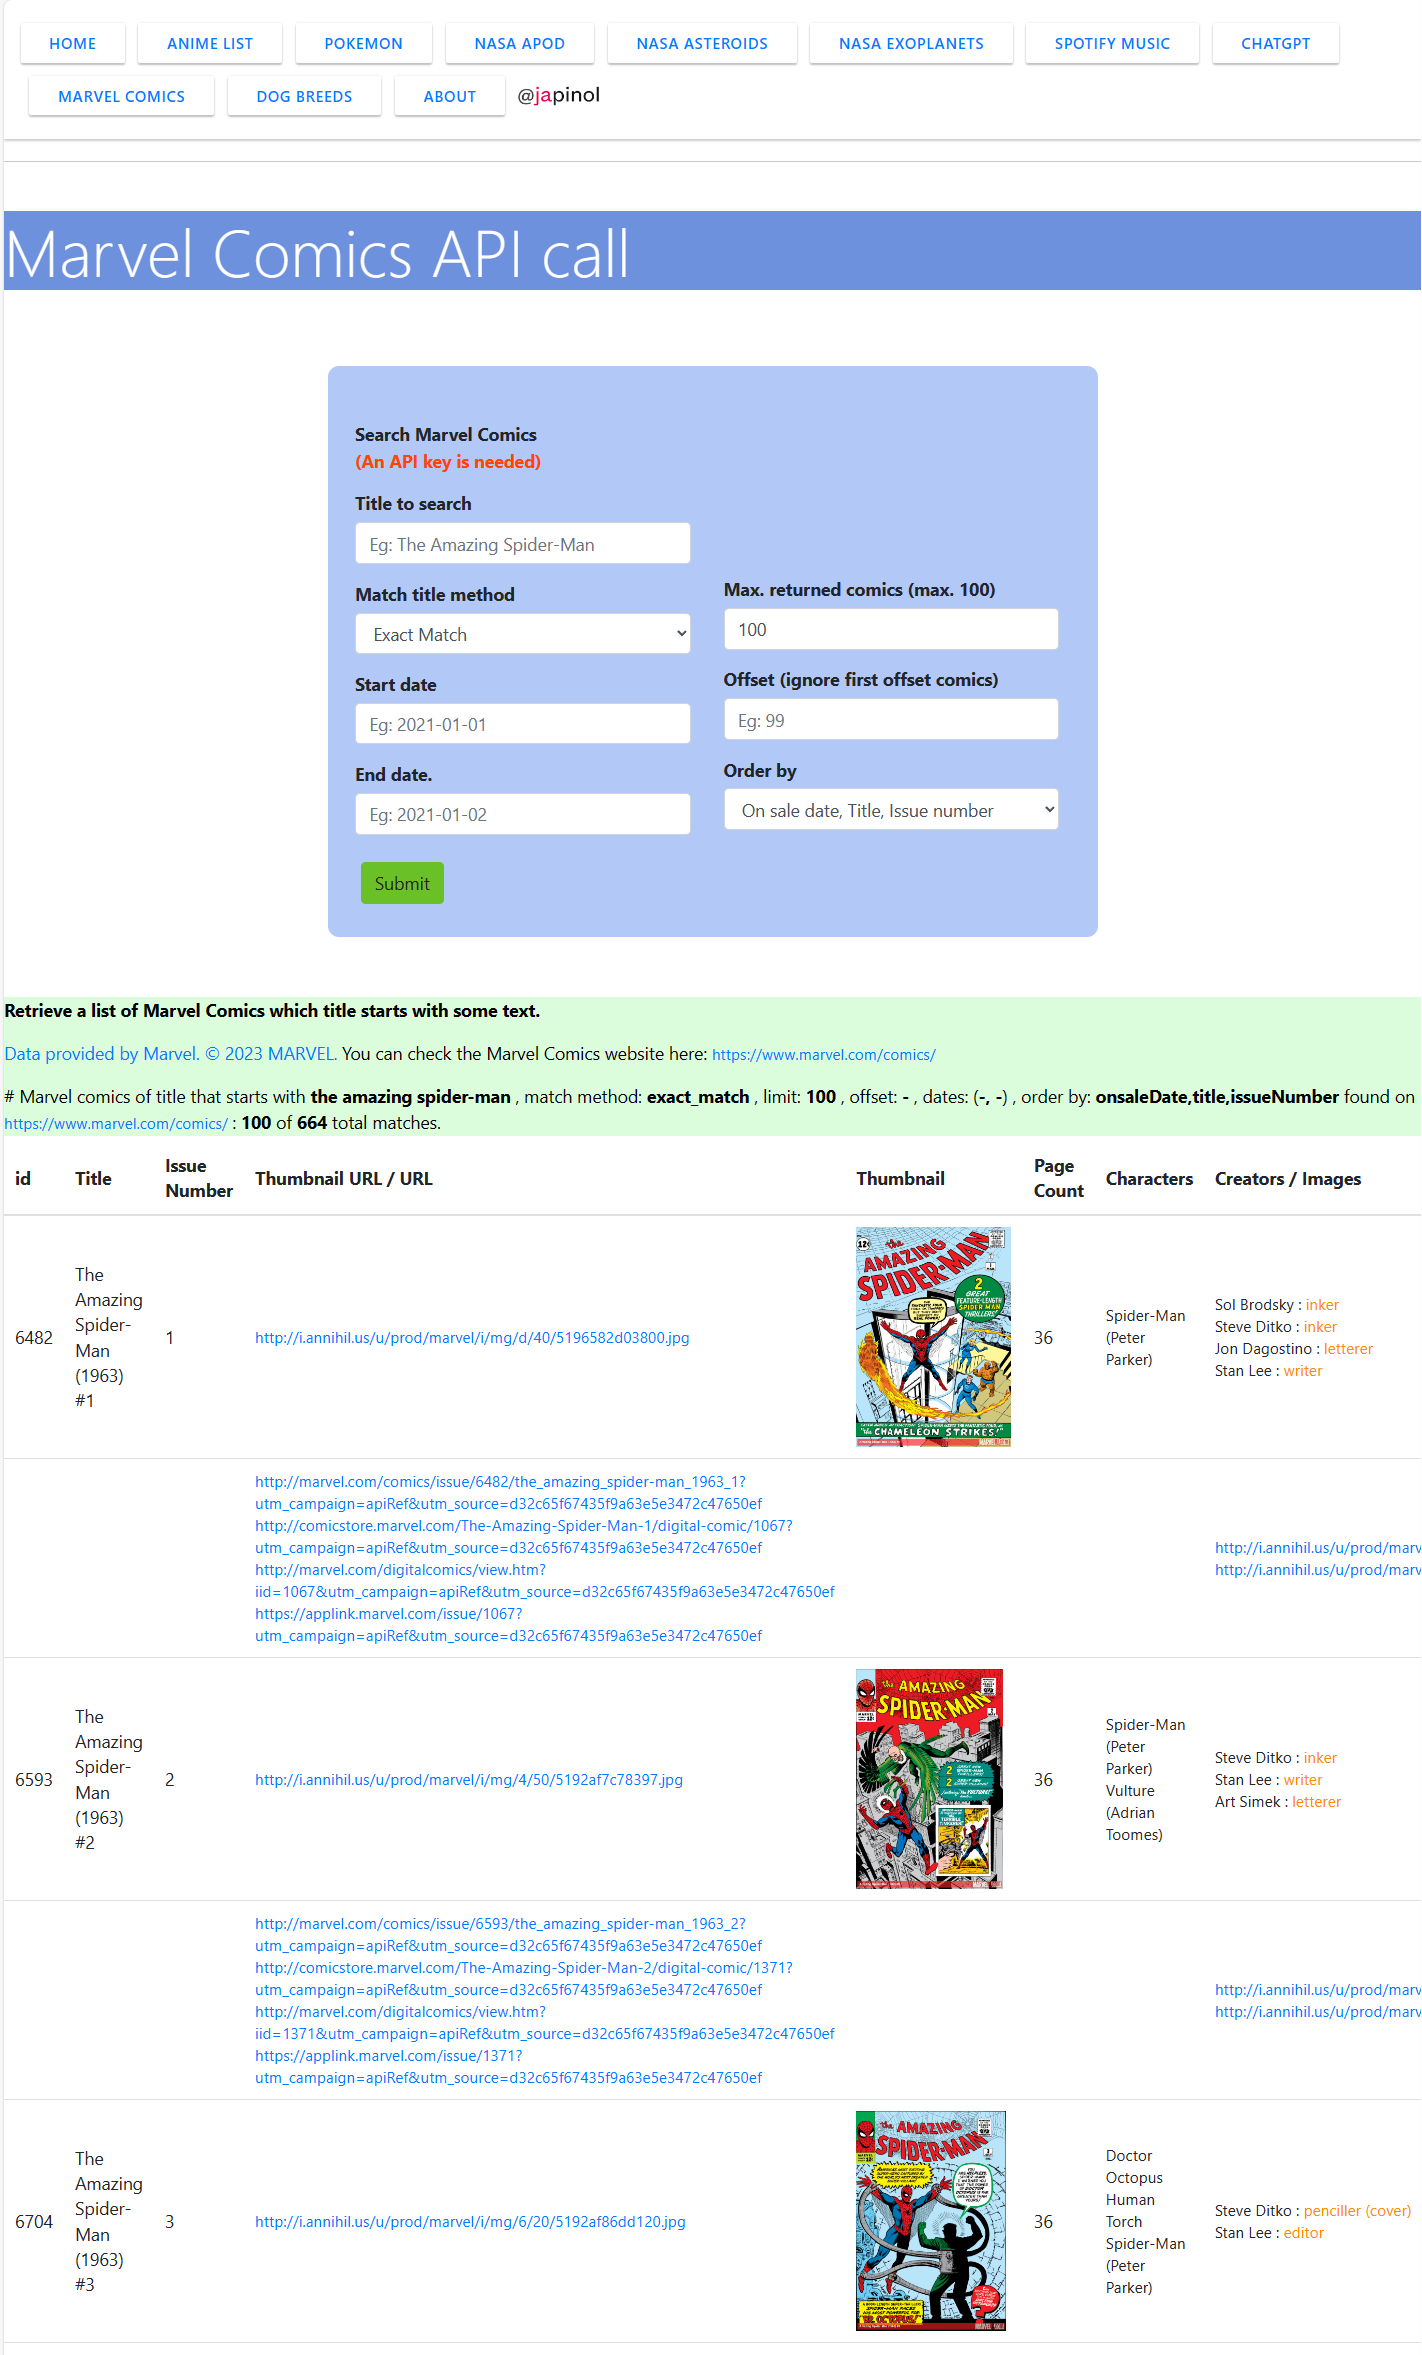 HOME ANIME LIST POKEMON NASA APOD NASA ASTEROIDS NASA EXOPLANETS SPOTIFY MUSIC CHATGPT
MARVEL COMICS DOG BREEDS ABOUT @japinol
Marvel Comics API call
Search Marvel Comics
(An API key is needed)
Title to search
Eg: The Amazing Spider-Man
Match title method
Exact Match
Start date
Eg: 2021-01-01
End date.
Eg: 2021-01-02
Max. returned comics (max. 100)
100
Offset (ignore first offset comics)
Eg: 99
Order by
On sale date, Title, Issue number
Submit
Retrieve a list of Marvel Comics which title starts with some text.
Data provided by Marvel. © 2023 MARVEL. You can check the Marvel Comics website here: https://www.marvel.com/comics/
# Marvel comics of title that starts with the amazing spider-man , match method: exact_match , limit: 100 , offset: - , dates: (-, -) , order by: onsaleDate,title,issueNumber found on
https://www.marvel.com/comics/ : 100 of 664 total matches.
id
Title
Issue
Number
Thumbnail URL / URL
Thumbnail
Page
Count
Characters
Creators / Images
6482
The
Amazing
Spider-
Man
(1963)
#1
1
http://i.annihil.us/u/prod/marvel/i/mg/d/40/5196582d03800.jpg
12¢
the
AMAZING
SPIDER-MAN
2
GREAT
FEATURE-LENGTH
SPIDER MAN
THRILLERS!
"the CHAMELEON STRIKES!"
36
Spider-Man
(Peter
Parker)
Sol Brodsky : inker
Steve Ditko : inker
Jon Dagostino : letterer
Stan Lee : writer
http://marvel.com/comics/issue/6482/the_amazing_spider-man_1963_1?
utm_campaign=apiRef&utm_source=d32c65f67435f9a63e5e3472c47650ef
http://comicstore.marvel.com/The-Amazing-Spider-Man-1/digital-comic/1067?
utm_campaign=apiRef&utm_source=d32c65f67435f9a63e5e3472c47650ef
http://marvel.com/digitalcomics/view.htm?
iid=1067&utm_campaign=apiRef&utm_source=d32c65f67435f9a63e5e3472c47650ef
https://applink.marvel.com/issue/1067?
utm_campaign=apiRef&utm_source=d32c65f67435f9a63e5e3472c47650ef
http://i.annihil.us/u/prod/marv
http://i.annihil.us/u/prod/marv
6593
The
Amazing
Spider-
Man
(1963)
#2
2
http://i.annihil.us/u/prod/marvel/i/mg/4/50/5192af7c78397.jpg
the AMAZING
SPIDER-MAN
36
Spider-Man
(Peter
Parker)
Vulture
(Adrian
Toomes)
Steve Ditko : inker
Stan Lee : writer
Art Simek : letterer
http://marvel.com/comics/issue/6593/the_amazing_spider-man_1963_2?
utm_campaign=apiRef&utm_source=d32c65f67435f9a63e5e3472c47650ef
http://comicstore.marvel.com/The-Amazing-Spider-Man-2/digital-comic/1371?
utm_campaign=apiRef&utm_source=d32c65f67435f9a63e5e3472c47650ef
http://marvel.com/digitalcomics/view.htm?
iid=1371&utm_campaign=apiRef&utm_source=d32c65f67435f9a63e5e3472c47650ef
https://applink.marvel.com/issue/1371?
utm_campaign=apiRef&utm_source=d32c65f67435f9a63e5e3472c47650ef
http://i.annihil.us/u/prod/marv
http://i.annihil.us/u/prod/marv
6704
The
Amazing
Spider-
Man
(1963)
#3
3
http://i.annihil.us/u/prod/marvel/i/mg/6/20/5192af86dd120.jpg
the AMAZING
SPIDER-MAN
DR. OCTOPUS!
36
Doctor
Octopus
Human
Torch
Spider-Man
(Peter
Parker)
Steve Ditko : penciller (cover)
Stan Lee : editor